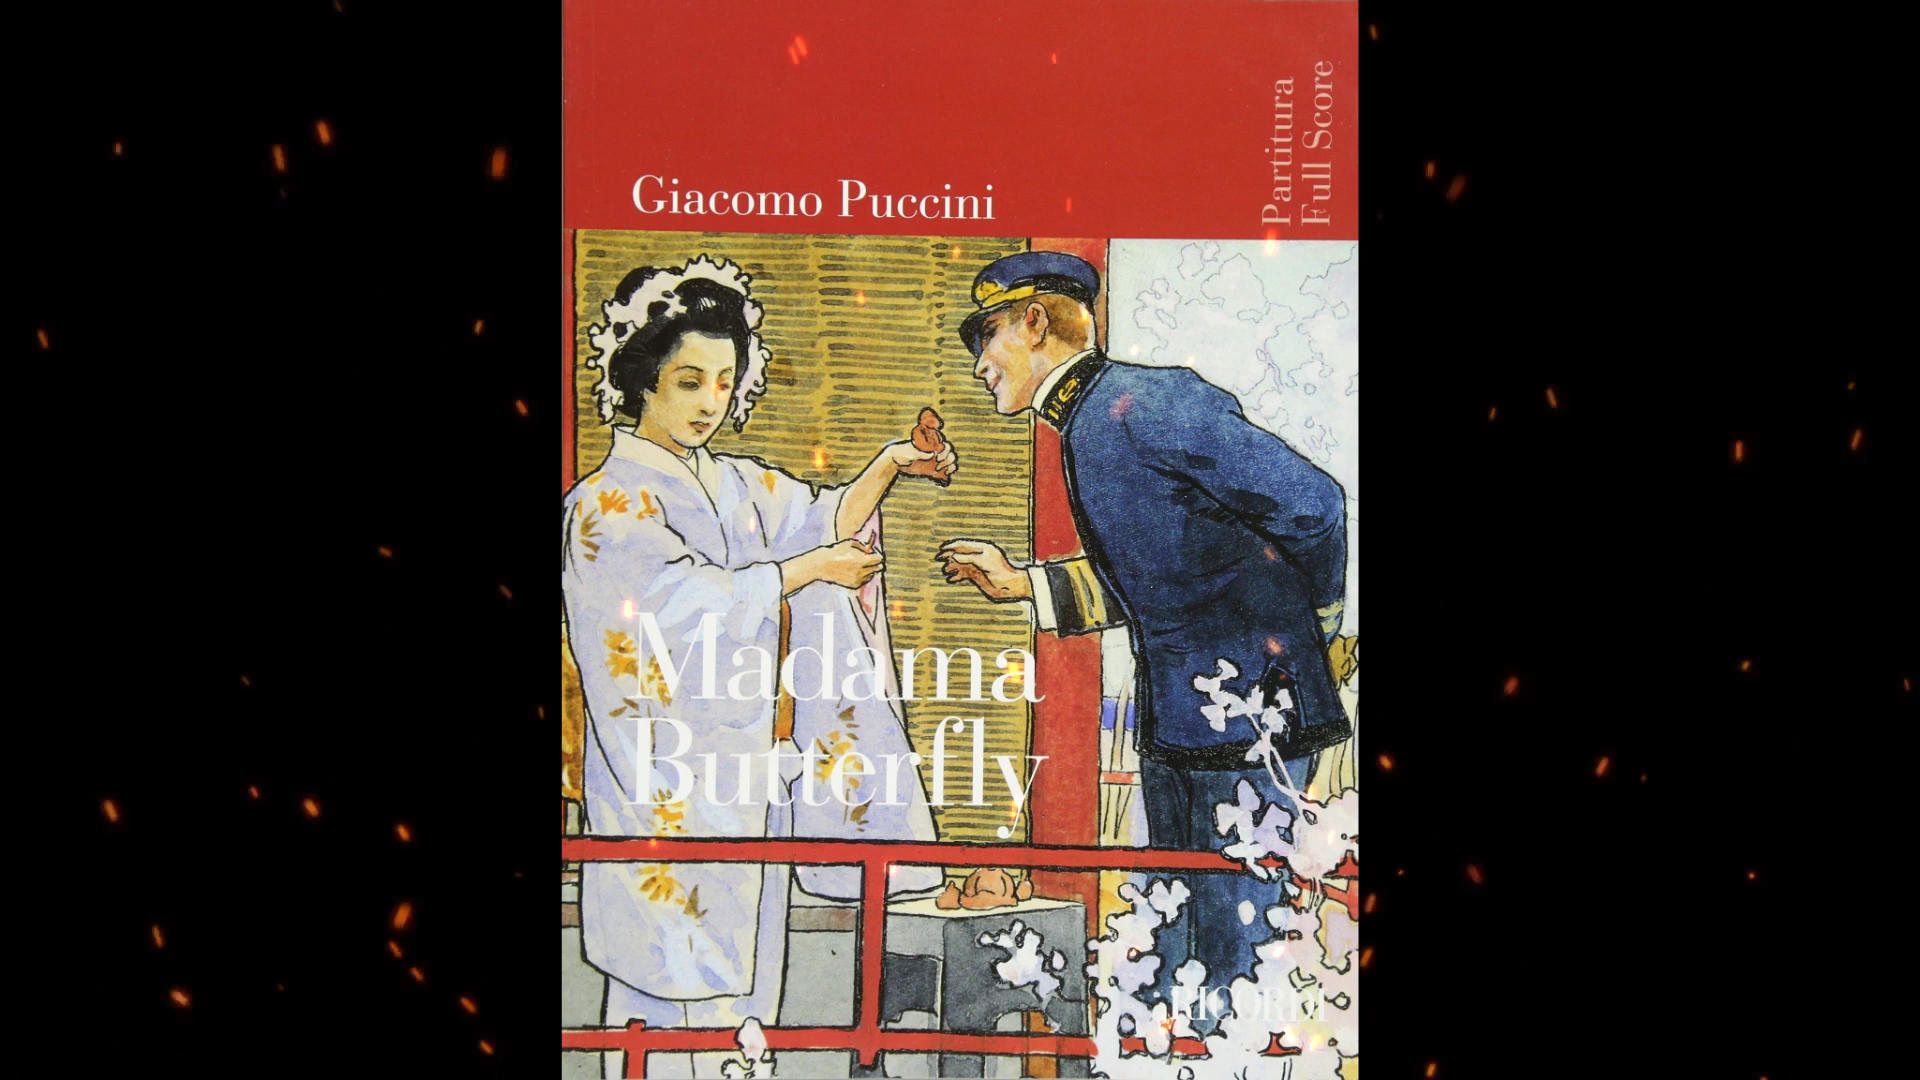 Partitura
Full Score
Giacomo Puccini
Madama
Butterfly
RICORDI